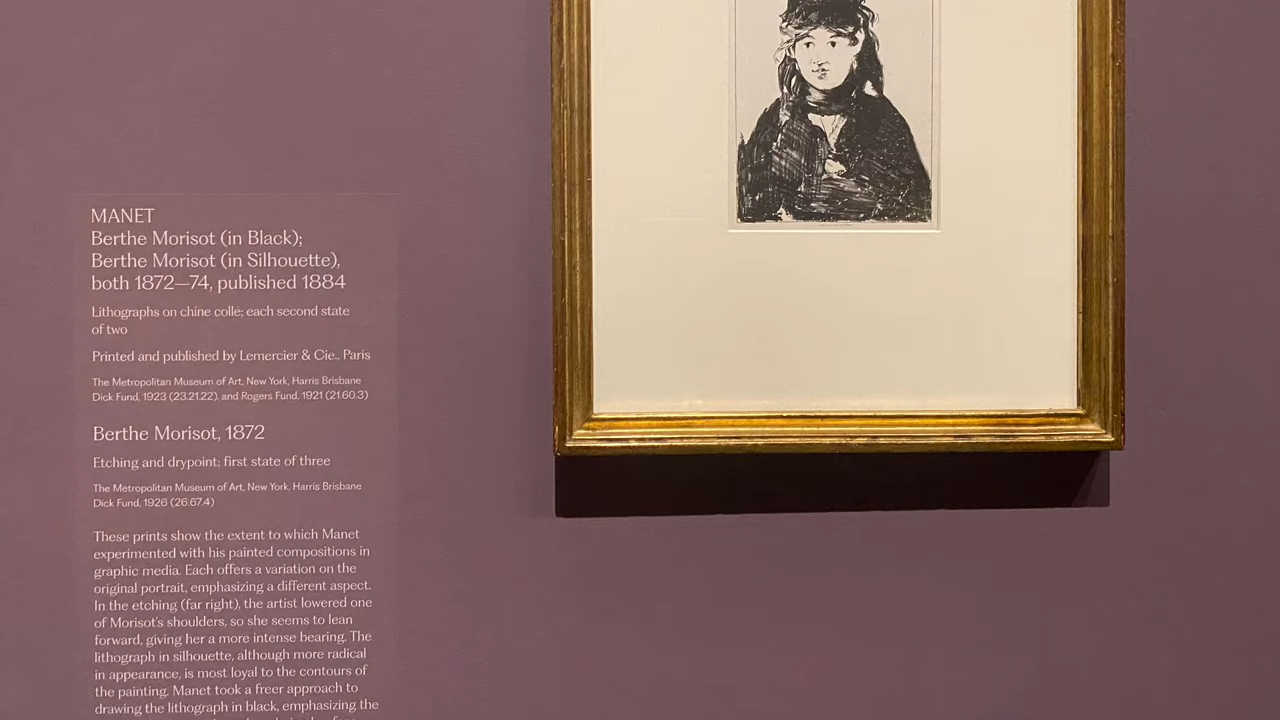 MANET
Berthe Morisot (in Black);
Berthe Morisot (in Silhouette),
both 1872—74, published 1884
Lithographs on chine collé; each second state
of two
Printed and published by Lemercier & Cie., Paris
The Metropolitan Museum of Art, New York, Harris Brisbane
Dick Fund, 1923 (23.21.22), and Rogers Fund, 1921 (21.60.3)
Berthe Morisot, 1872
Etching and drypoint; first state of three
The Metropolitan Museum of Art, New York, Harris Brisbane
Dick Fund, 1926 (26.67.4)
These prints show the extent to which Manet
experimented with his painted compositions in
graphic media. Each offers a variation on the
original portrait, emphasizing a different aspect.
In the etching (far right), the artist lowered one
of Morisot's shoulders, so she seems to lean
forward, giving her a more intense bearing. The
lithograph in silhouette, although more radical
in appearance, is most loyal to the contours of
the painting. Manet took a freer approach to
drawing the lithograph in black, emphasizing the